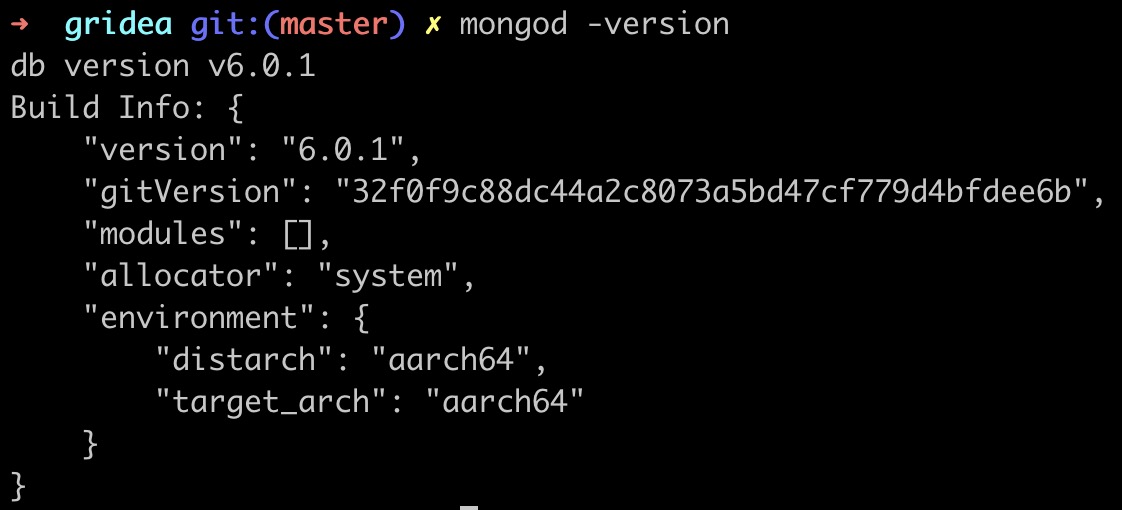 ➜  gridea git:(master) ✗ mongod -version
db version v6.0.1
Build Info: {
    "version": "6.0.1",
    "gitVersion": "32f0f9c88dc44a2c8073a5bd47cf779d4bfdee6b",
    "modules": [],
    "allocator": "system",
    "environment": {
        "distarch": "aarch64",
        "target_arch": "aarch64"
    }
}